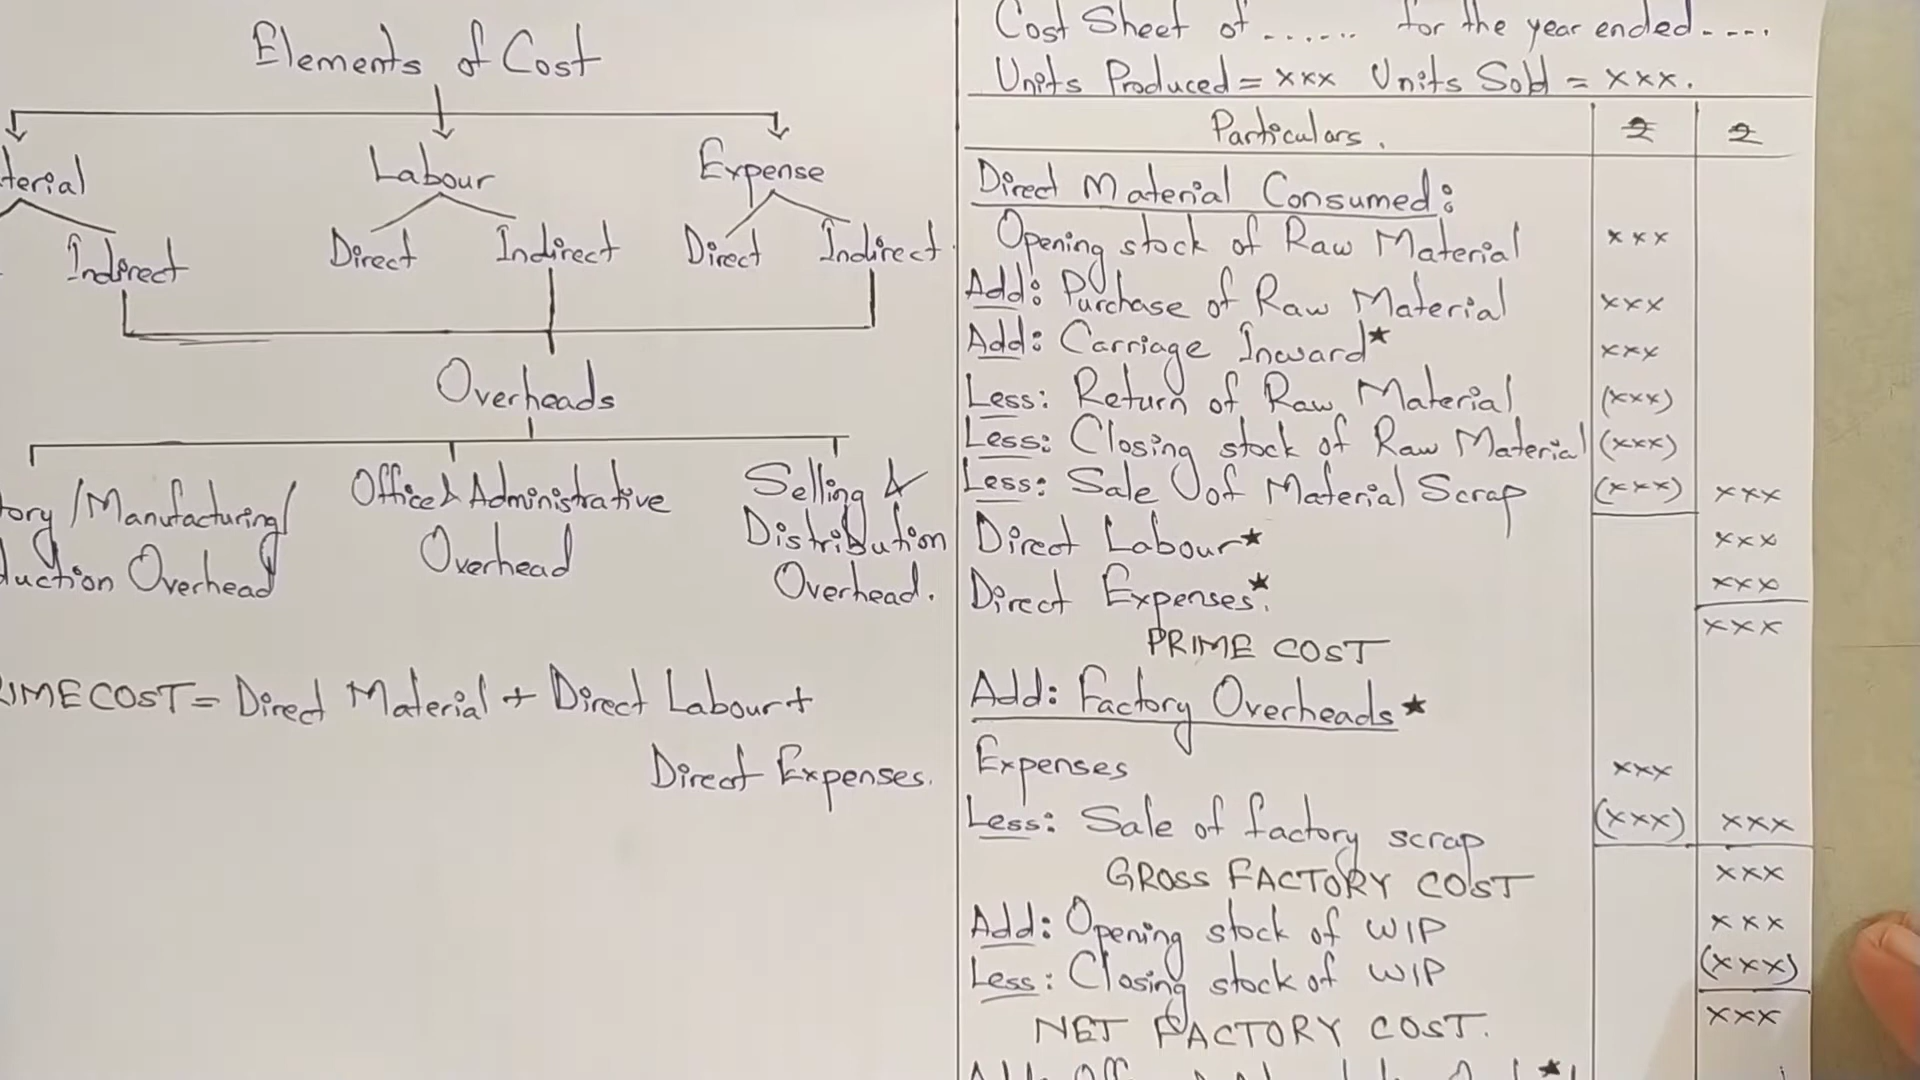 Elements of Cost
Labour
Expense
Indirect
Direct
Indirect
Direct
Indirect
Overheads
/Manufacturing/
Overhead
Office & Administrative
Overhead
Selling &
Distribution
Overhead.
COST = Direct Material + Direct Labour +
Direct Expenses.
Cost Sheet of ...... for the year ended....
Units Produced = xxx Units Sold = xxx.
Particulars. ₹ ₹
Direct Material Consumed:
Opening stock of Raw Material xxx
Add: Purchase of Raw Material xxx
Add: Carriage Inward* xxx
Less: Return of Raw Material (xxx)
Less: Closing stock of Raw Material (xxx)
Less: Sale of Material Scrap (xxx) xxx
Direct Labour* xxx
Direct Expenses*. xxx
PRIME COST xxx
Add: Factory Overheads*
Expenses xxx
Less: Sale of factory scrap (xxx) xxx
GROSS FACTORY COST xxx
Add: Opening stock of WIP xxx
Less: Closing stock of WIP (xxx)
NET FACTORY COST. xxx